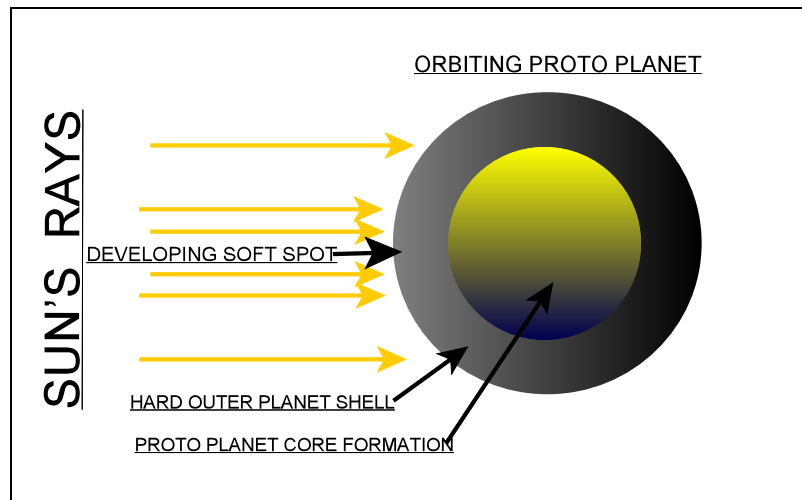 ORBITING PROTO PLANET
SUN'S RAYS
DEVELOPING SOFT SPOT
HARD OUTER PLANET SHELL
PROTO PLANET CORE FORMATION